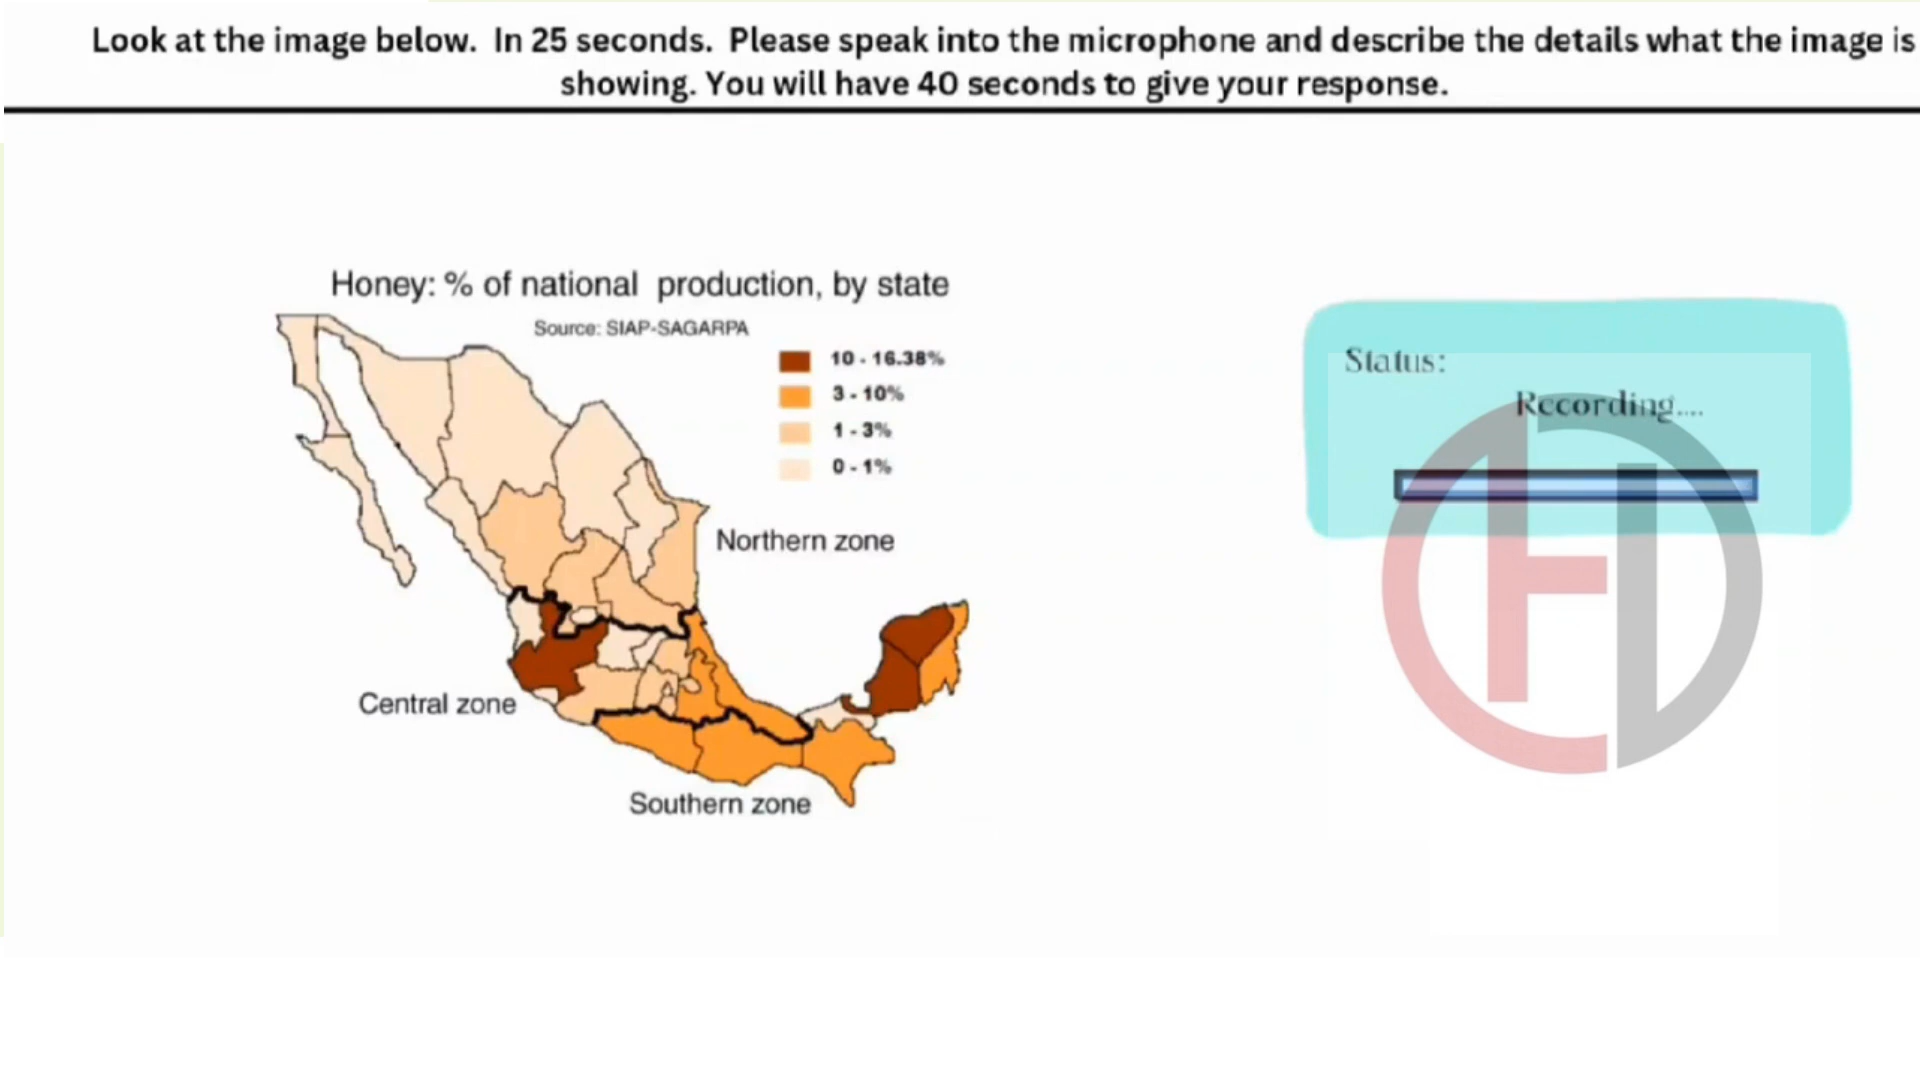 Look at the image below. In 25 seconds. Please speak into the microphone and describe the details what the image is
showing. You will have 40 seconds to give your response.
Honey: % of national production, by state
Source: SIAP-SAGARPA
10 - 16.38%
3 - 10%
1 - 3%
0 - 1%
Northern zone
Central zone
Southern zone
Status:
Recording....